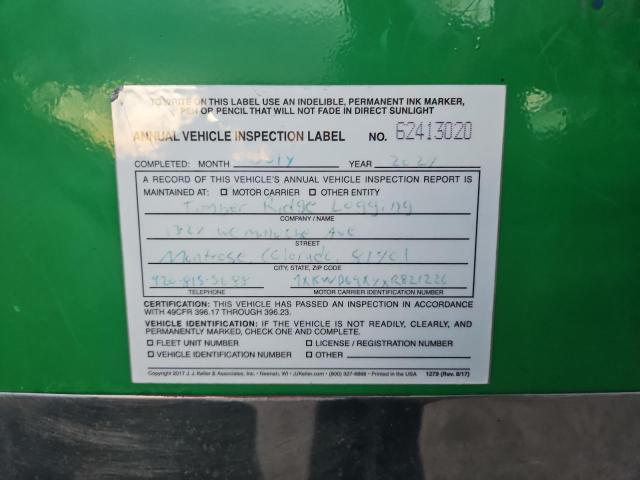 TO WRITE ON THIS LABEL USE AN INDELIBLE, PERMANENT INK MARKER,
PEN OR PENCIL THAT WILL NOT FADE IN DIRECT SUNLIGHT
ANNUAL VEHICLE INSPECTION LABEL NO. 62413020
COMPLETED: MONTH July YEAR 2021
A RECORD OF THIS VEHICLE'S ANNUAL VEHICLE INSPECTION REPORT IS
MAINTAINED AT: ☐ MOTOR CARRIER ☐ OTHER ENTITY
Timber Ridge Logging
COMPANY / NAME
Ave
STREET
Montrose, Colorado, 81401
CITY, STATE, ZIP CODE
TELEPHONE MOTOR CARRIER IDENTIFICATION NUMBER
CERTIFICATION: THIS VEHICLE HAS PASSED AN INSPECTION IN ACCORDANCE
WITH 49CFR 396.17 THROUGH 396.23.
VEHICLE IDENTIFICATION: IF THE VEHICLE IS NOT READILY, CLEARLY, AND
PERMANENTLY MARKED, CHECK ONE AND COMPLETE.
☐ FLEET UNIT NUMBER ☐ LICENSE / REGISTRATION NUMBER
☐ VEHICLE IDENTIFICATION NUMBER ☐ OTHER
Copyright 2017 J. J. Keller & Associates, Inc. • Neenah, WI • JJKeller.com • (800) 327-6868 • Printed in the USA 1279 (Rev. 8/17)